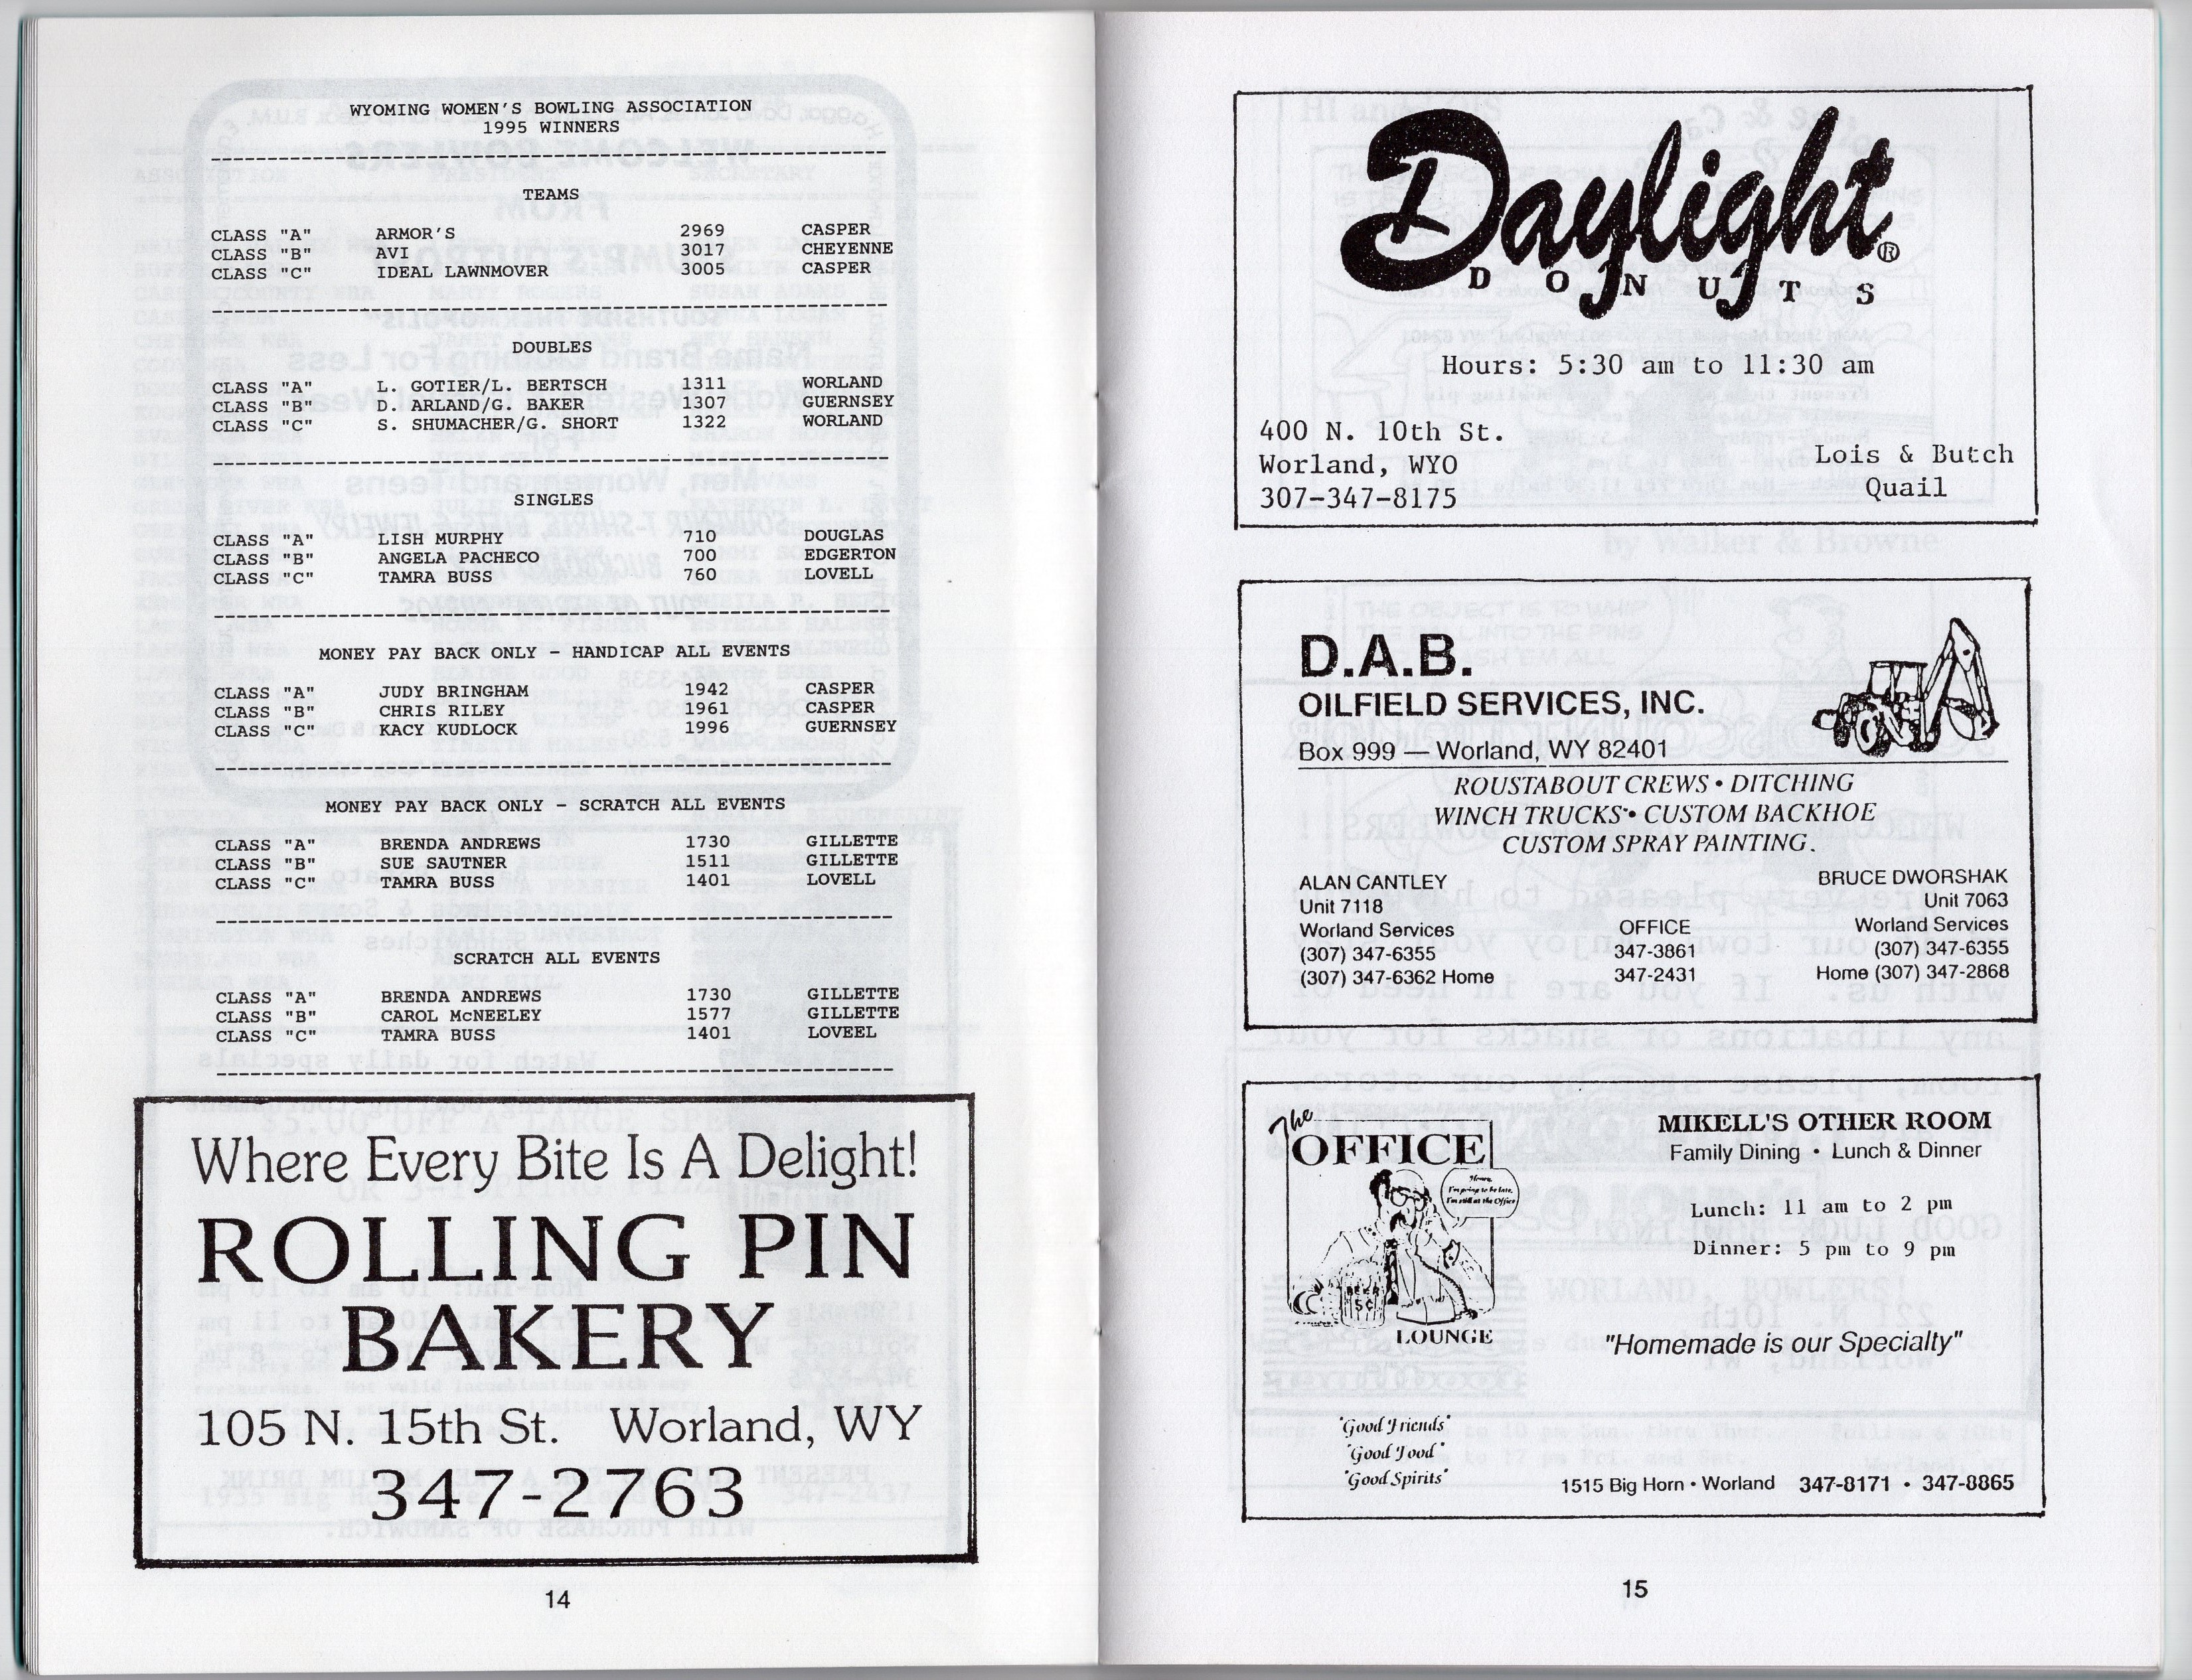 WYOMING WOMEN'S BOWLING ASSOCIATION
1995 WINNERS
TEAMS
CLASS "A" ARMOR'S 2969 CASPER
CLASS "B" AVI 3017 CHEYENNE
CLASS "C" IDEAL LAWNMOVER 3005 CASPER
DOUBLES
CLASS "A" L. GOTIER/L. BERTSCH 1311 WORLAND
CLASS "B" D. ARLAND/G. BAKER 1307 GUERNSEY
CLASS "C" S. SHUMACHER/G. SHORT 1322 WORLAND
SINGLES
CLASS "A" LISH MURPHY 710 DOUGLAS
CLASS "B" ANGELA PACHECO 700 EDGERTON
CLASS "C" TAMRA BUSS 760 LOVELL
MONEY PAY BACK ONLY - HANDICAP ALL EVENTS
CLASS "A" JUDY BRINGHAM 1942 CASPER
CLASS "B" CHRIS RILEY 1961 CASPER
CLASS "C" KACY KUDLOCK 1996 GUERNSEY
MONEY PAY BACK ONLY - SCRATCH ALL EVENTS
CLASS "A" BRENDA ANDREWS 1730 GILLETTE
CLASS "B" SUE SAUTNER 1511 GILLETTE
CLASS "C" TAMRA BUSS 1401 LOVELL
SCRATCH ALL EVENTS
CLASS "A" BRENDA ANDREWS 1730 GILLETTE
CLASS "B" CAROL McNEELEY 1577 GILLETTE
CLASS "C" TAMRA BUSS 1401 LOVEEL
Where Every Bite Is A Delight!
ROLLING PIN
BAKERY
105 N. 15th St. Worland, WY
347-2763
14
Daylight®
DONUTS
Hours: 5:30 am to 11:30 am
400 N. 10th St.
Worland, WYO
307-347-8175
Lois & Butch
Quail
D.A.B.
OILFIELD SERVICES, INC.
Box 999 — Worland, WY 82401
ROUSTABOUT CREWS • DITCHING
WINCH TRUCKS • CUSTOM BACKHOE
CUSTOM SPRAY PAINTING.
ALAN CANTLEY
Unit 7118
Worland Services
(307) 347-6355
(307) 347-6362 Home
OFFICE
347-3861
347-2431
BRUCE DWORSHAK
Unit 7063
Worland Services
(307) 347-6355
Home (307) 347-2868
The
OFFICE
Honey,
I'm going to be late,
I'm still at the Office
BEER
5¢
LOUNGE
"Good Friends"
"Good Food"
"Good Spirits"
MIKELL'S OTHER ROOM
Family Dining • Lunch & Dinner
Lunch: 11 am to 2 pm
Dinner: 5 pm to 9 pm
"Homemade is our Specialty"
1515 Big Horn • Worland 347-8171 • 347-8865
15